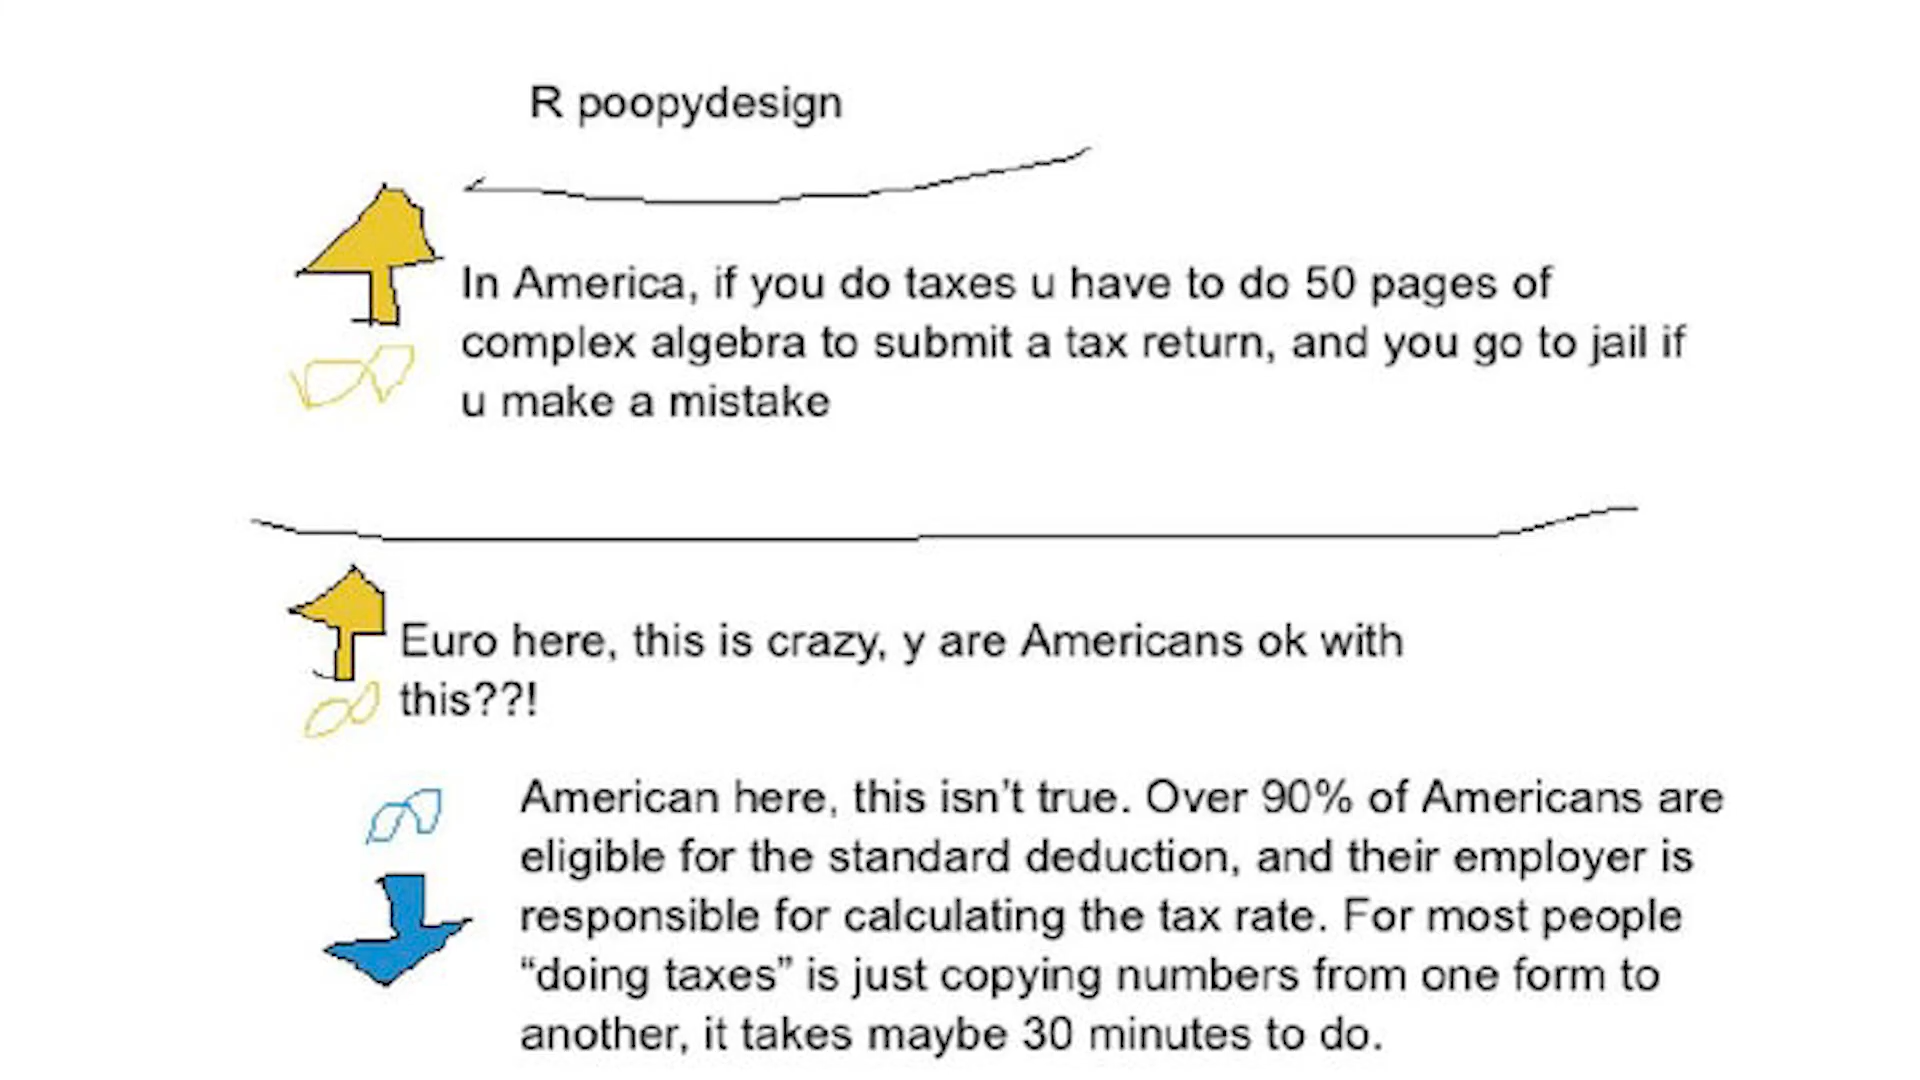 R poopydesign
In America, if you do taxes u have to do 50 pages of
complex algebra to submit a tax return, and you go to jail if
u make a mistake
Euro here, this is crazy, y are Americans ok with
this??!
American here, this isn't true. Over 90% of Americans are
eligible for the standard deduction, and their employer is
responsible for calculating the tax rate. For most people
“doing taxes” is just copying numbers from one form to
another, it takes maybe 30 minutes to do.